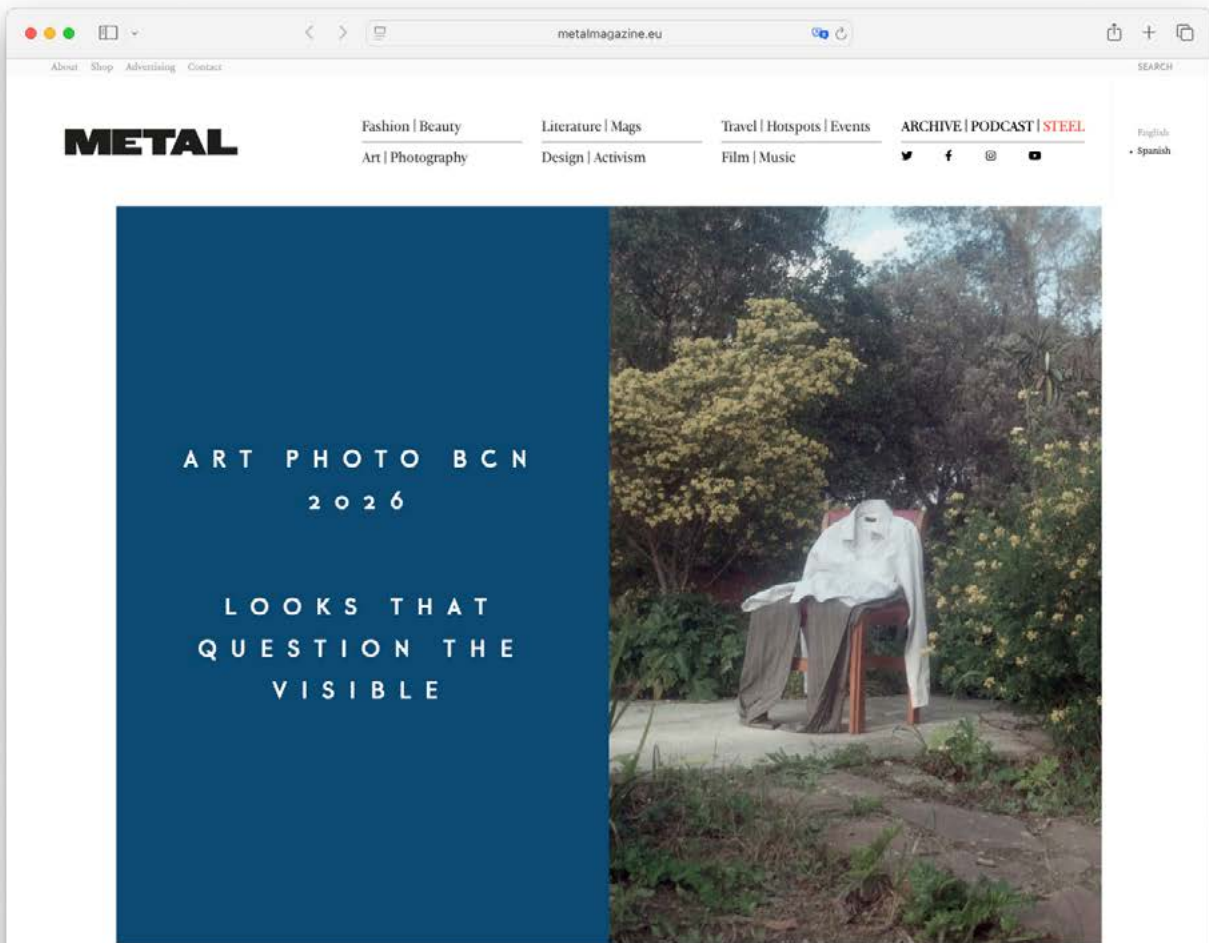 metalmagazine.eu
About Shop Advertising Contact
SEARCH
METAL
Fashion | Beauty
Literature | Mags
Travel | Hotspots | Events
ARCHIVE | PODCAST | STEEL
Art | Photography
Design | Activism
Film | Music
English
Spanish
ART PHOTO BCN
2026
LOOKS THAT
QUESTION THE
VISIBLE